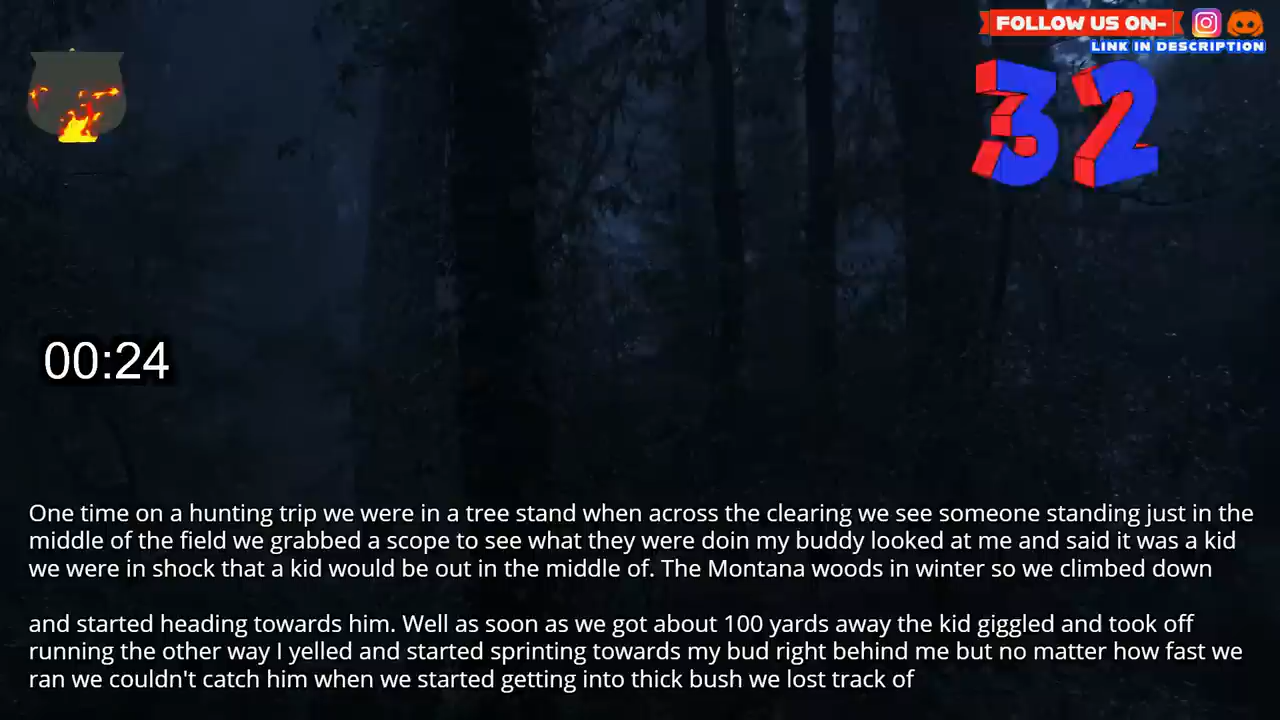 FOLLOW US ON-
LINK IN DESCRIPTION
32
00:24
One time on a hunting trip we were in a tree stand when across the clearing we see someone standing just in the
middle of the field we grabbed a scope to see what they were doin my buddy looked at me and said it was a kid
we were in shock that a kid would be out in the middle of. The Montana woods in winter so we climbed down
and started heading towards him. Well as soon as we got about 100 yards away the kid giggled and took off
running the other way I yelled and started sprinting towards my bud right behind me but no matter how fast we
ran we couldn't catch him when we started getting into thick bush we lost track of